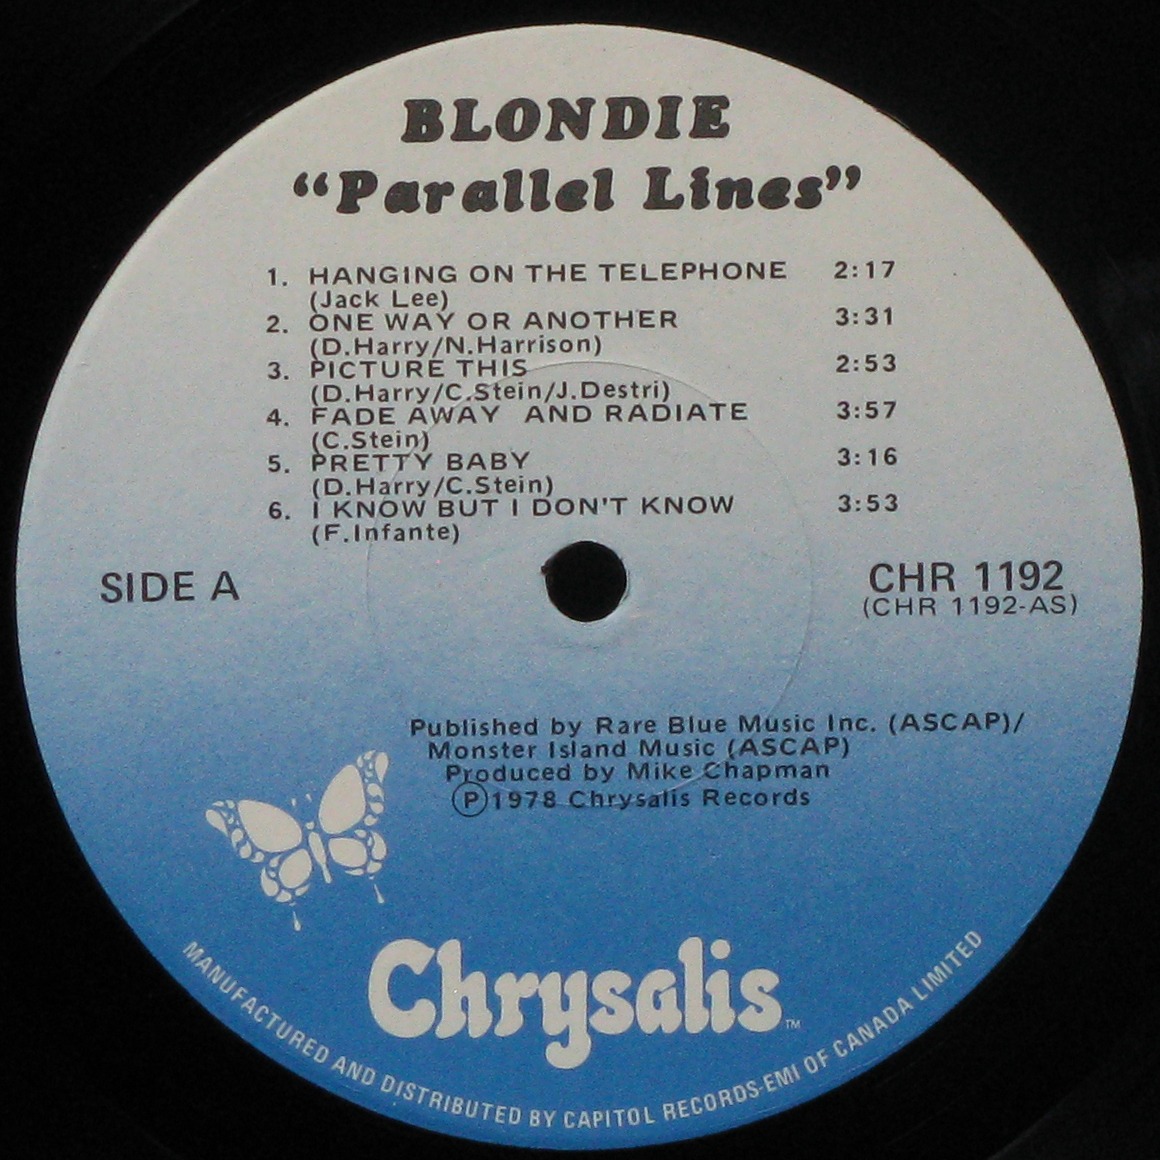 BLONDIE
“Parallel Lines”
1. HANGING ON THE TELEPHONE 2:17
(Jack Lee)
2. ONE WAY OR ANOTHER 3:31
(D.Harry/N.Harrison)
3. PICTURE THIS 2:53
(D.Harry/C.Stein/J.Destri)
4. FADE AWAY AND RADIATE 3:57
(C.Stein)
5. PRETTY BABY 3:16
(D.Harry/C.Stein)
6. I KNOW BUT I DON'T KNOW 3:53
(F.Infante)
SIDE A
CHR 1192
(CHR 1192-AS)
Published by Rare Blue Music Inc. (ASCAP)/
Monster Island Music (ASCAP)
Produced by Mike Chapman
Ⓟ1978 Chrysalis Records
Chrysalis™
MANUFACTURED AND DISTRIBUTED BY CAPITOL RECORDS-EMI OF CANADA LIMITED